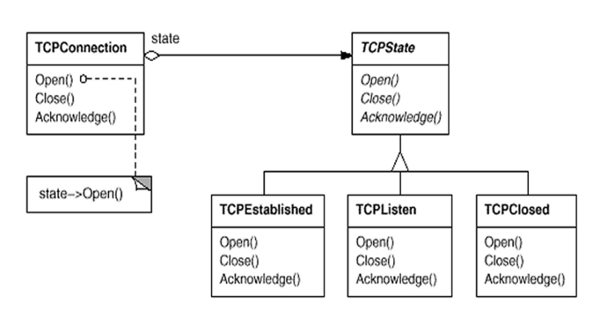 TCPConnection
Open()
Close()
Acknowledge()
state
TCPState
Open()
Close()
Acknowledge()
state->Open()
TCPEstablished
Open()
Close()
Acknowledge()
TCPListen
Open()
Close()
Acknowledge()
TCPClosed
Open()
Close()
Acknowledge()